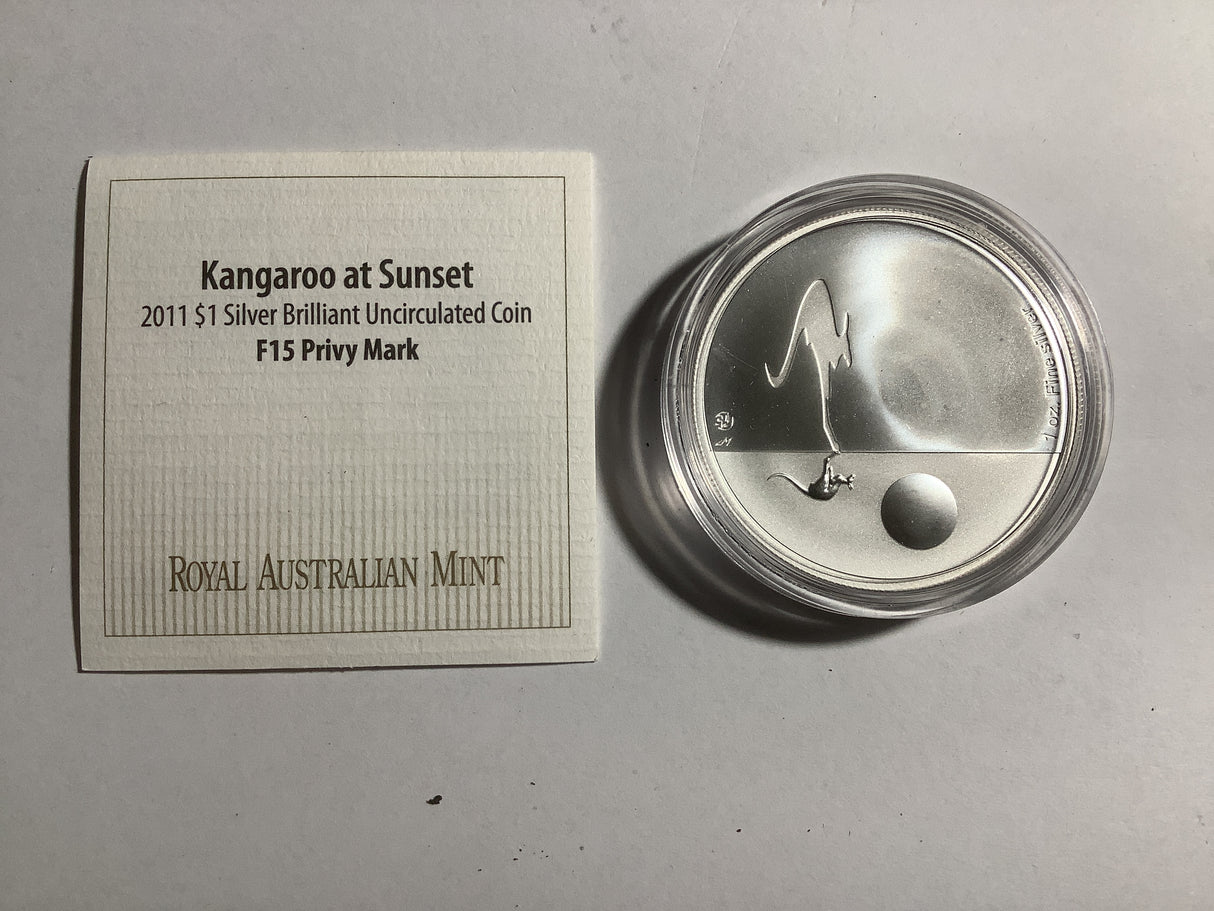 Kangaroo at Sunset
2011 $1 Silver Brilliant Uncirculated Coin
F15 Privy Mark
ROYAL AUSTRALIAN MINT
1 oz. Fine silver